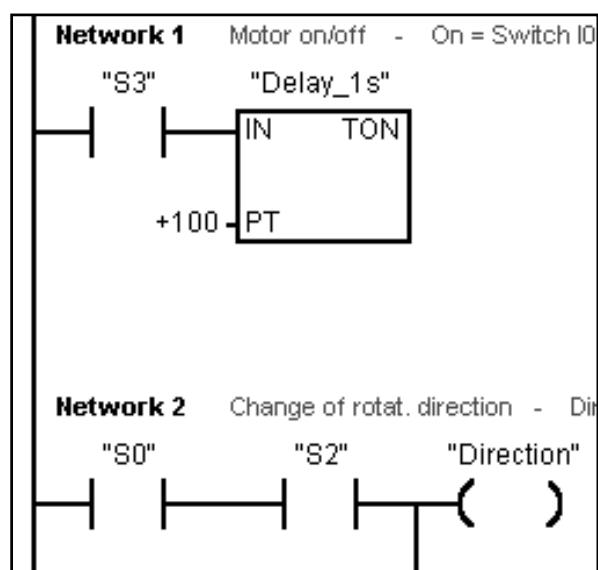 Network 1 Motor on/off - On = Switch I0
"S3" "Delay_1s"
IN TON
+100 PT
Network 2 Change of rotat. direction - Dir
"S0" "S2" "Direction"